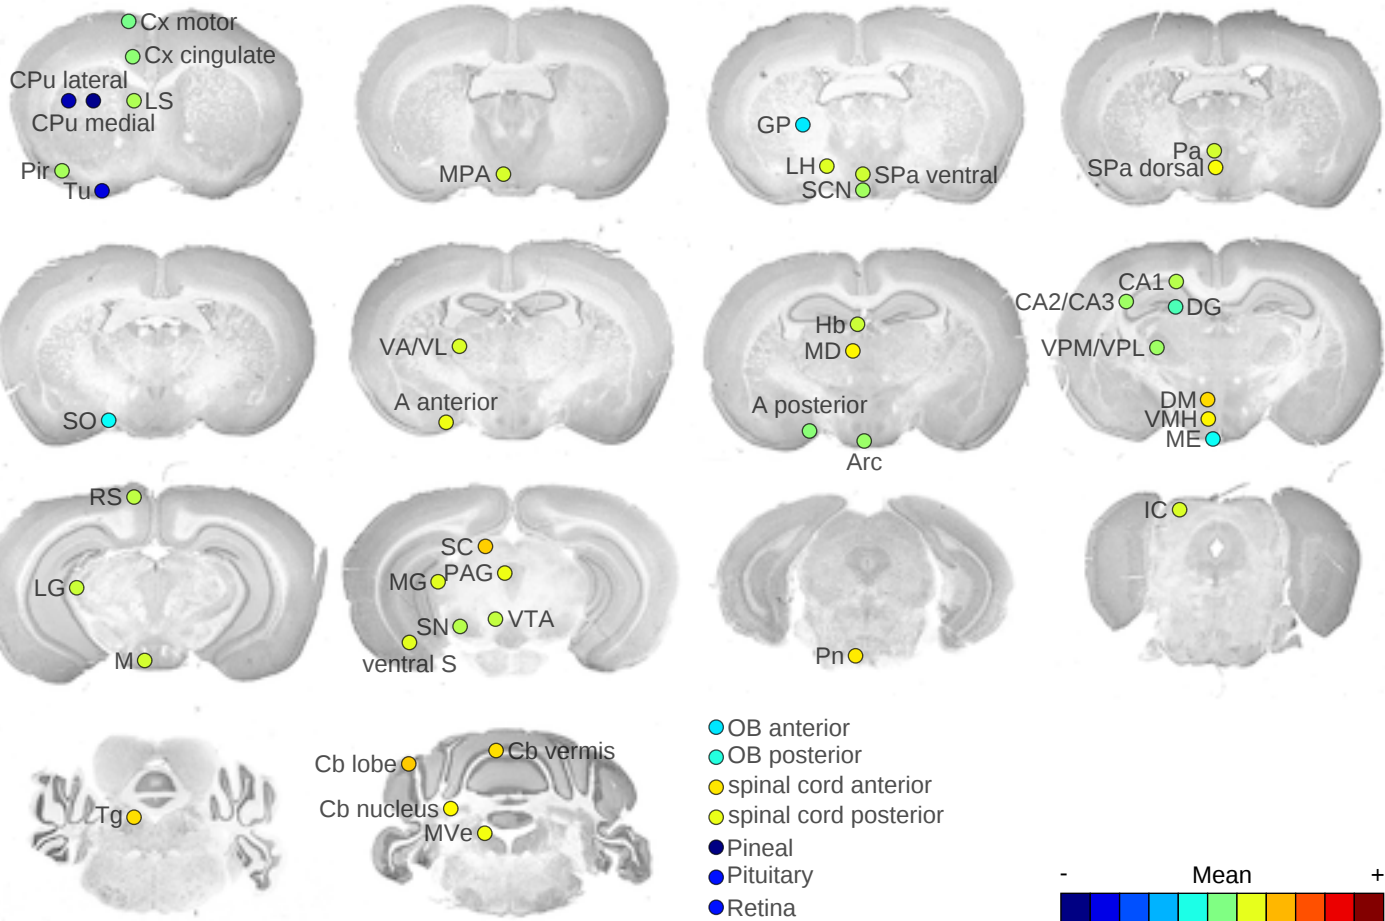 Cx motor
Cx cingulate
CPu lateral
LS
CPu medial
Pir
Tu
MPA
GP
LH
SPa ventral
SCN
Pa
SPa dorsal
SO
VA/VL
A anterior
Hb
MD
A posterior
Arc
CA1
CA2/CA3
DG
VPM/VPL
DM
VMH
ME
RS
LG
M
SC
PAG
MG
VTA
SN
ventral S
Pn
IC
Tg
Cb lobe
Cb vermis
Cb nucleus
MVe
OB anterior
OB posterior
spinal cord anterior
spinal cord posterior
Pineal
Pituitary
Retina
- Mean +